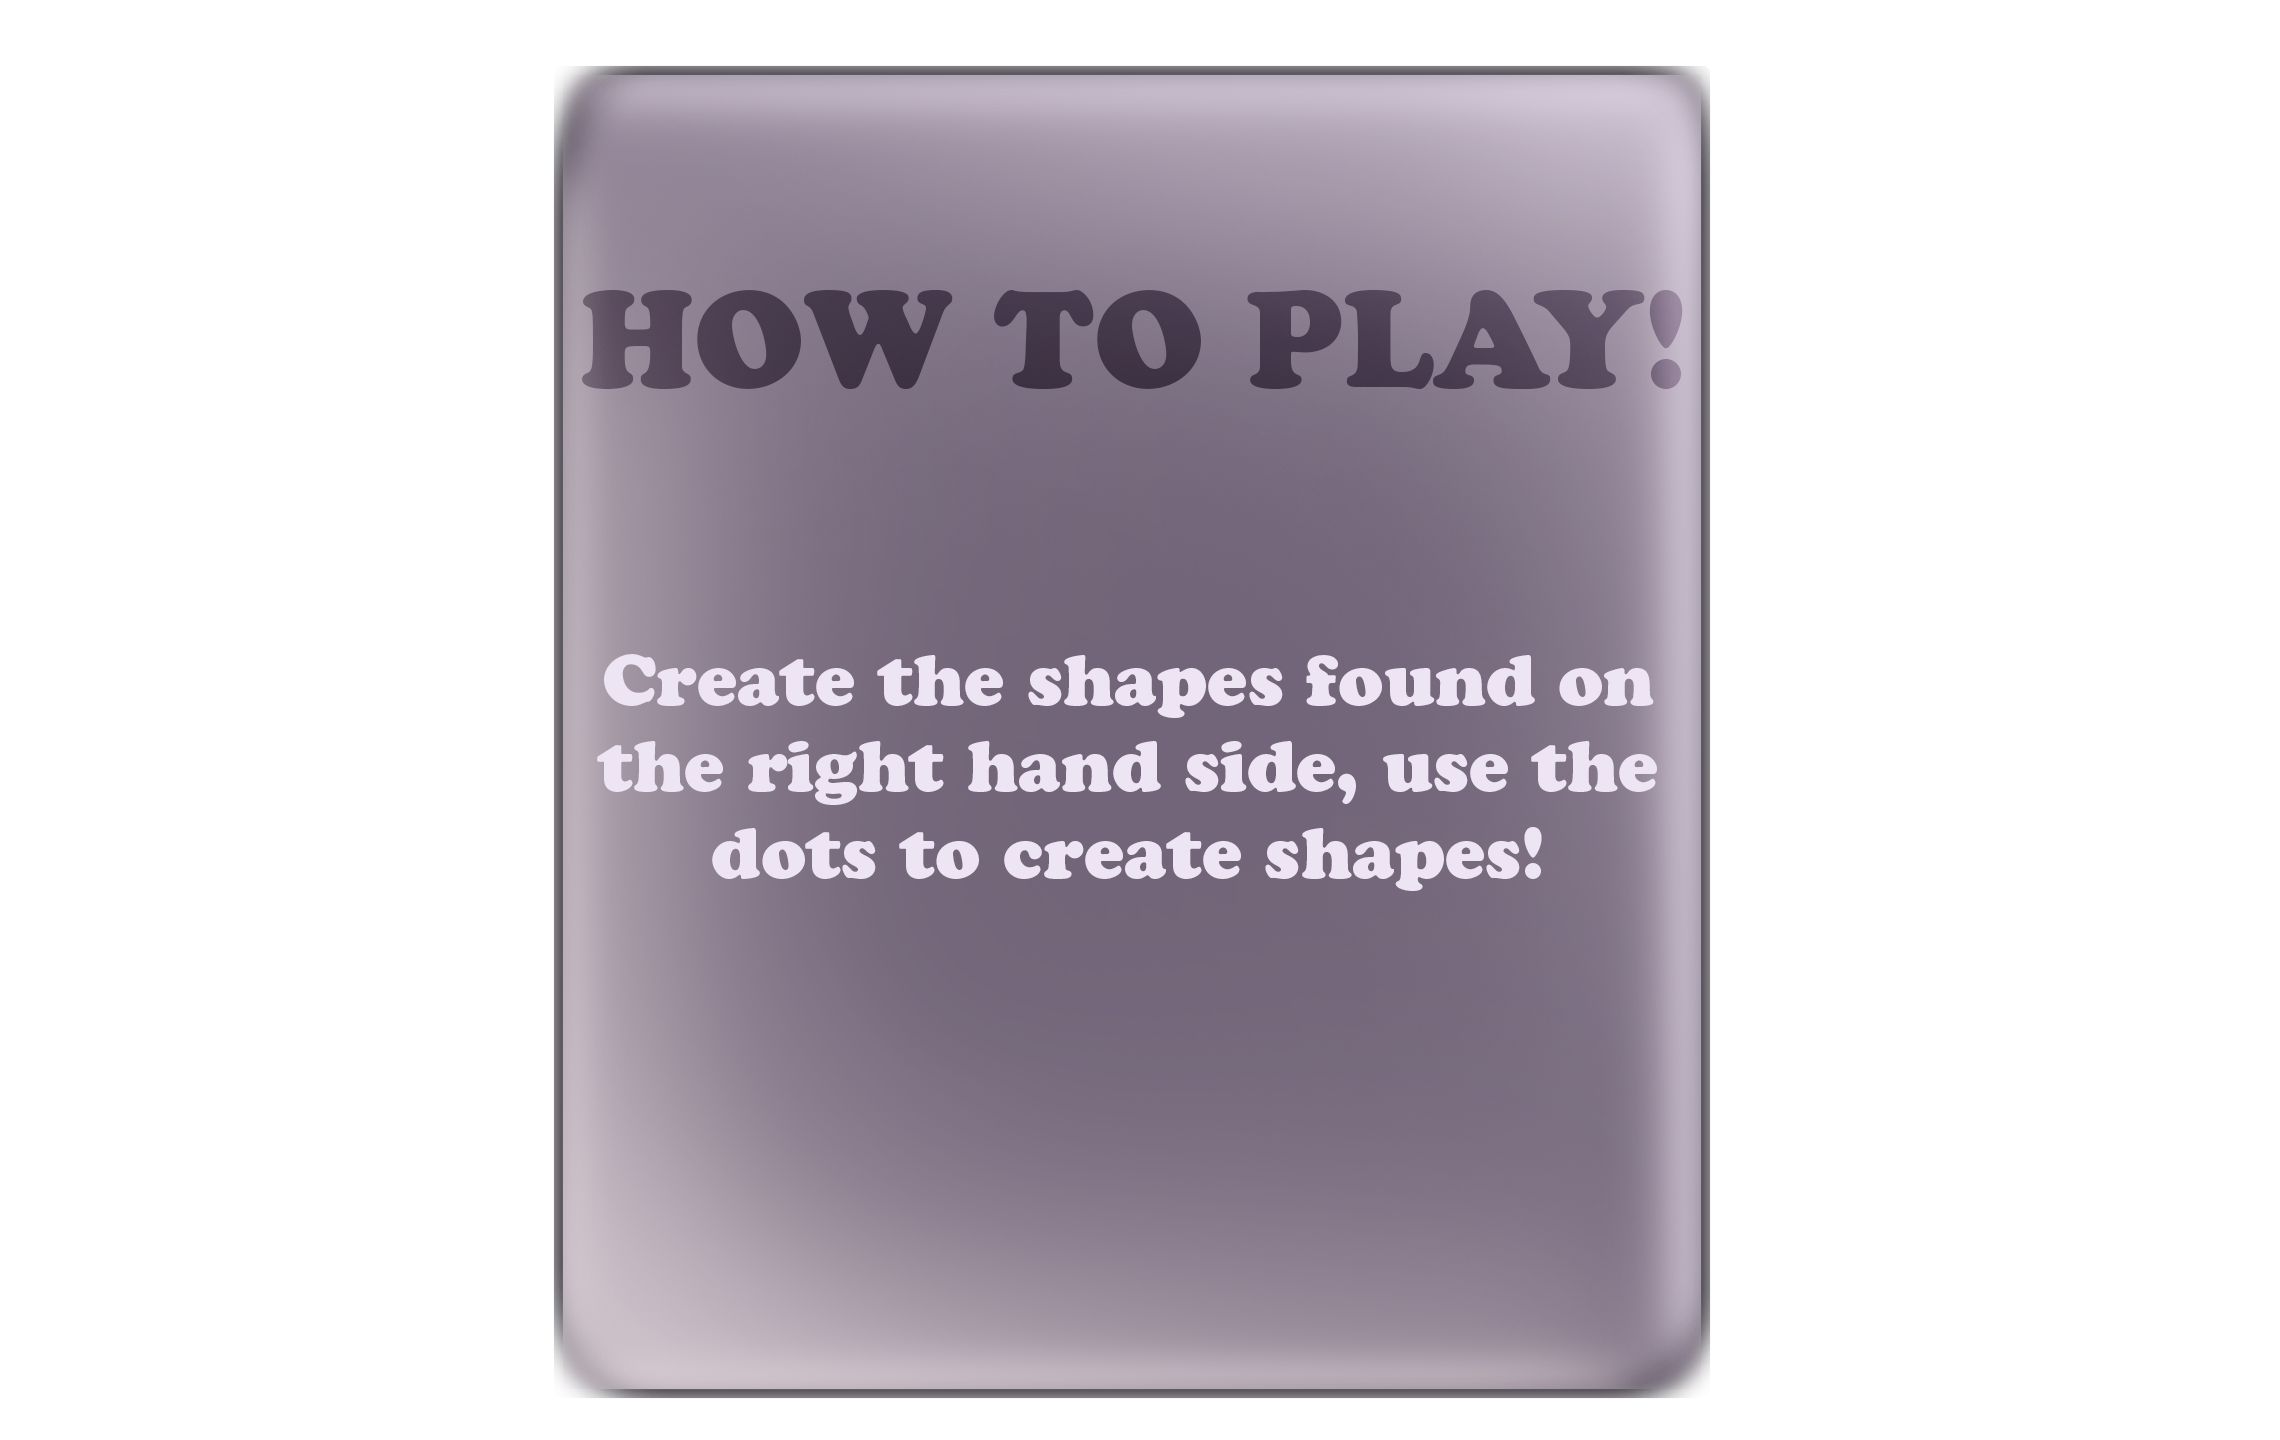 HOW TO PLAY!
Create the shapes found on
the right hand side, use the
dots to create shapes!